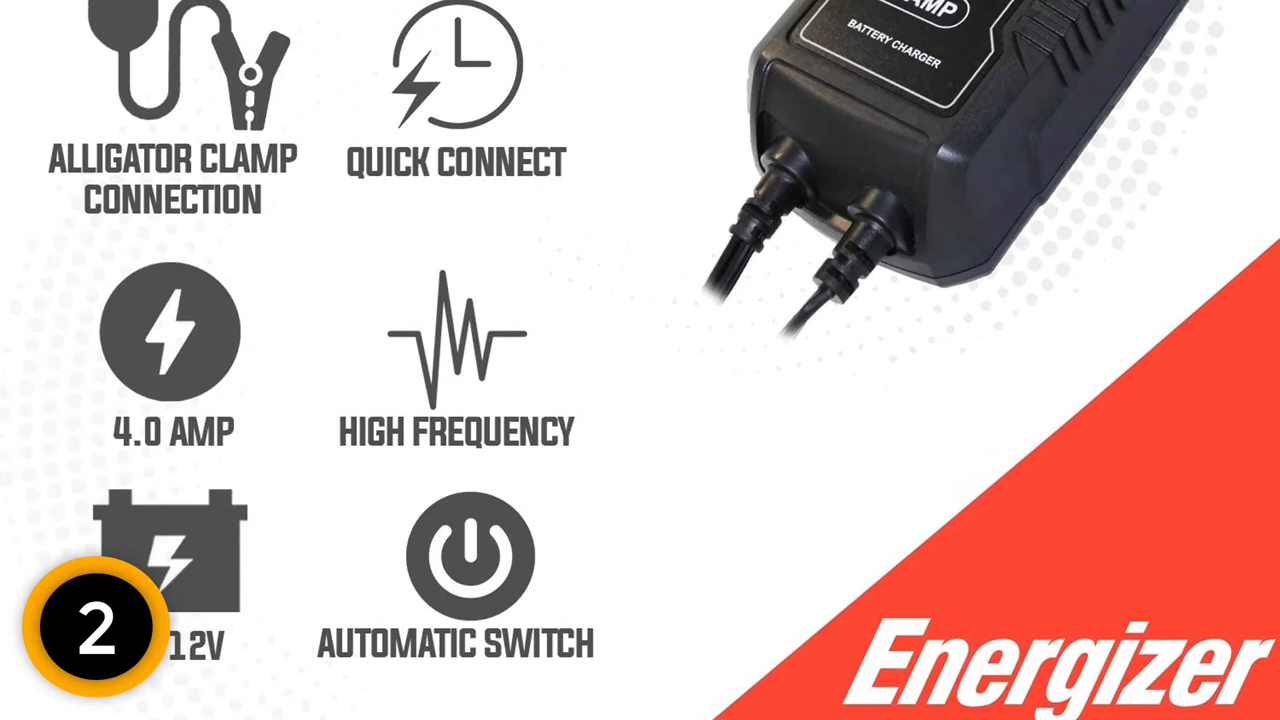 BATTERY CHARGER
ALLIGATOR CLAMP
CONNECTION
QUICK CONNECT
4.0 AMP
HIGH FREQUENCY
2
12V
AUTOMATIC SWITCH
Energizer